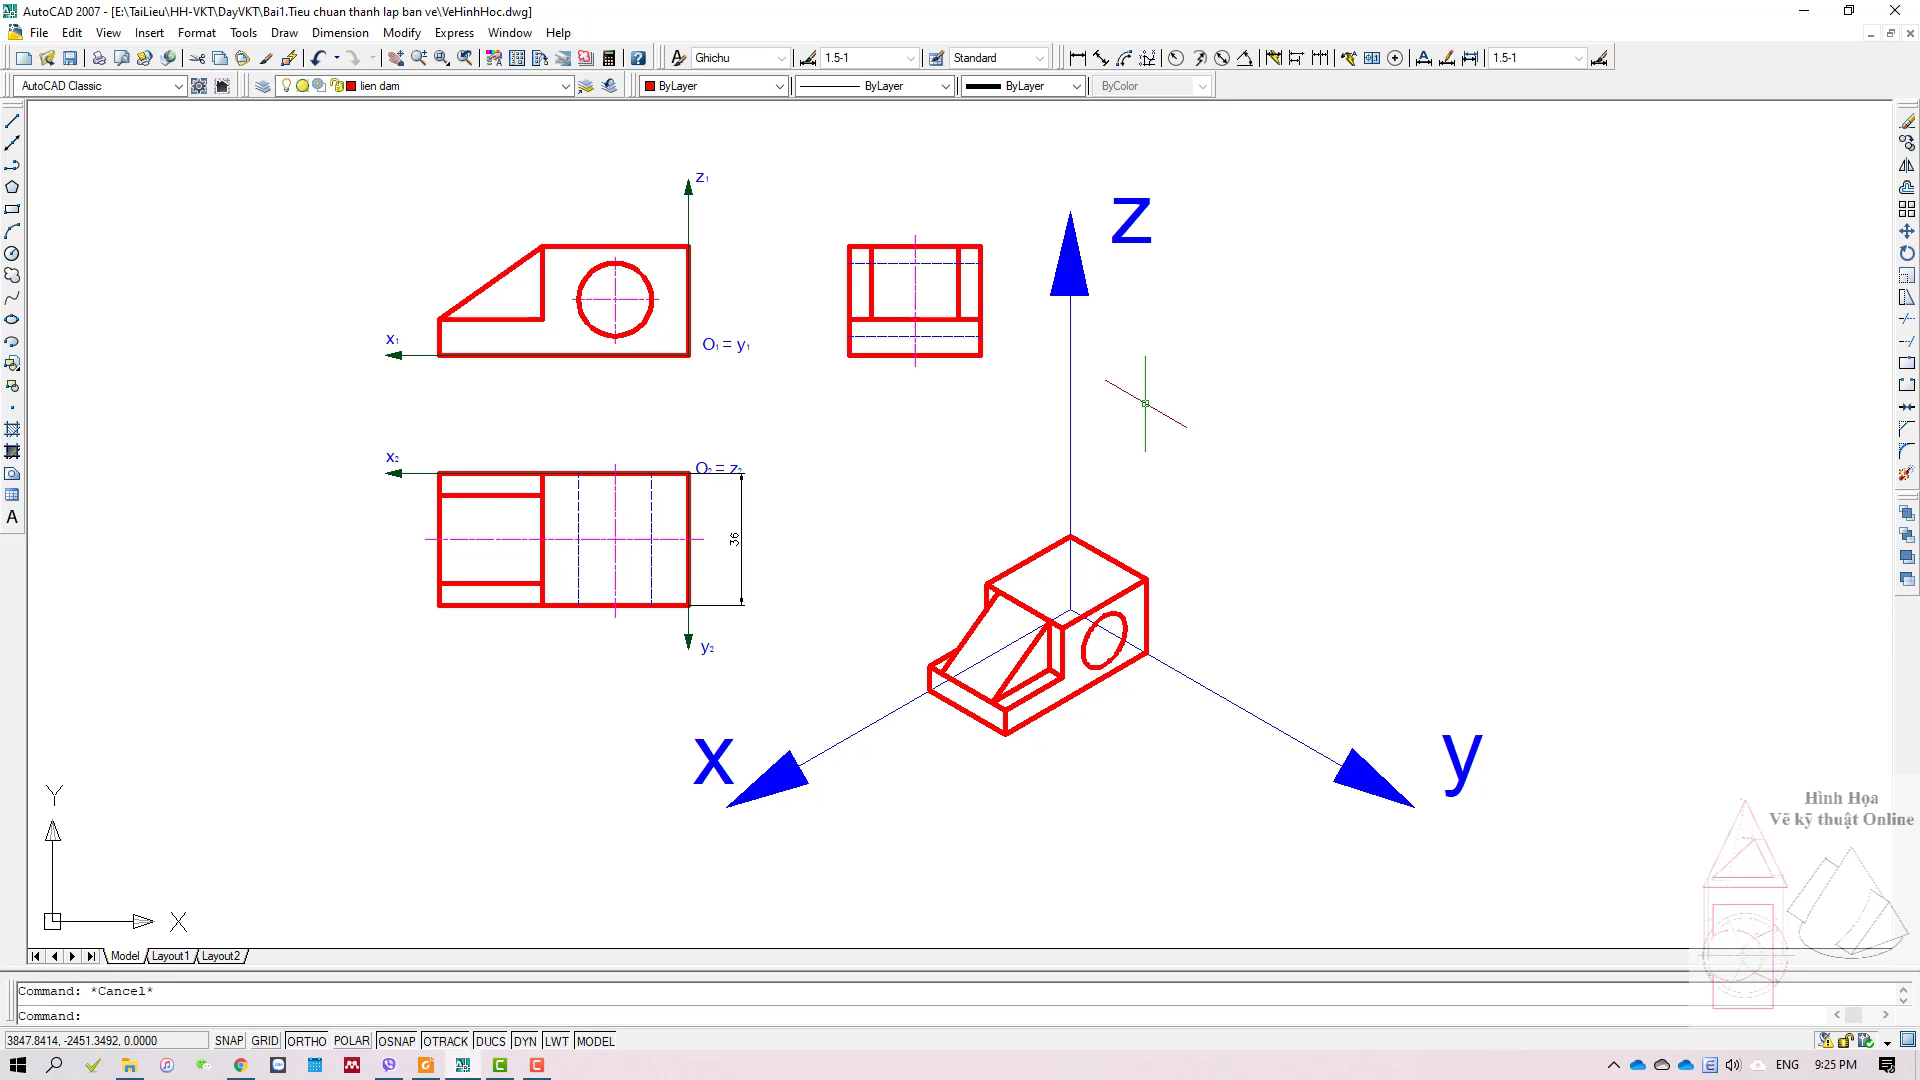 AutoCAD 2007 - [E:\TaiLieu\HH-VKT\DayVKT\Bai1.Tieu chuan thanh lap ban ve\VeHinhHoc.dwg]
File Edit View Insert Format Tools Draw Dimension Modify Express Window Help
Ghichu 1.5-1 Standard 1.5-1
AutoCAD Classic lien dam ByLayer ByLayer ByLayer ByColor
z1
x1
O1 = y1
x2
O2 = z2
36
y2
z
x
y
Y
X
Hình Họa
Vẽ kỹ thuật Online
Model Layout1 Layout2
Command: *Cancel*
Command:
3847.8414, -2451.3492, 0.0000 SNAP GRID ORTHO POLAR OSNAP OTRACK DUCS DYN LWT MODEL
ENG 9:25 PM